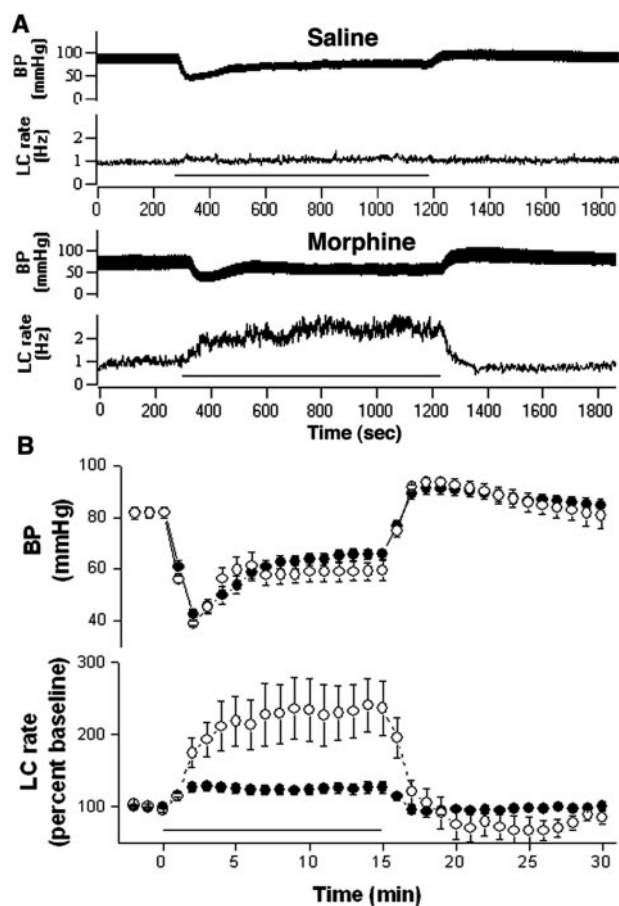 A
Saline
BP
(mmHg)
100
50
0
LC rate
(Hz)
2
1
0
0 200 400 600 800 1000 1200 1400 1600 1800
Morphine
BP
(mmHg)
100
50
0
LC rate
(Hz)
2
1
0
0 200 400 600 800 1000 1200 1400 1600 1800
Time (sec)
B
BP
(mmHg)
100
80
60
40
LC rate
(percent baseline)
300
200
100
0 5 10 15 20 25 30
Time (min)